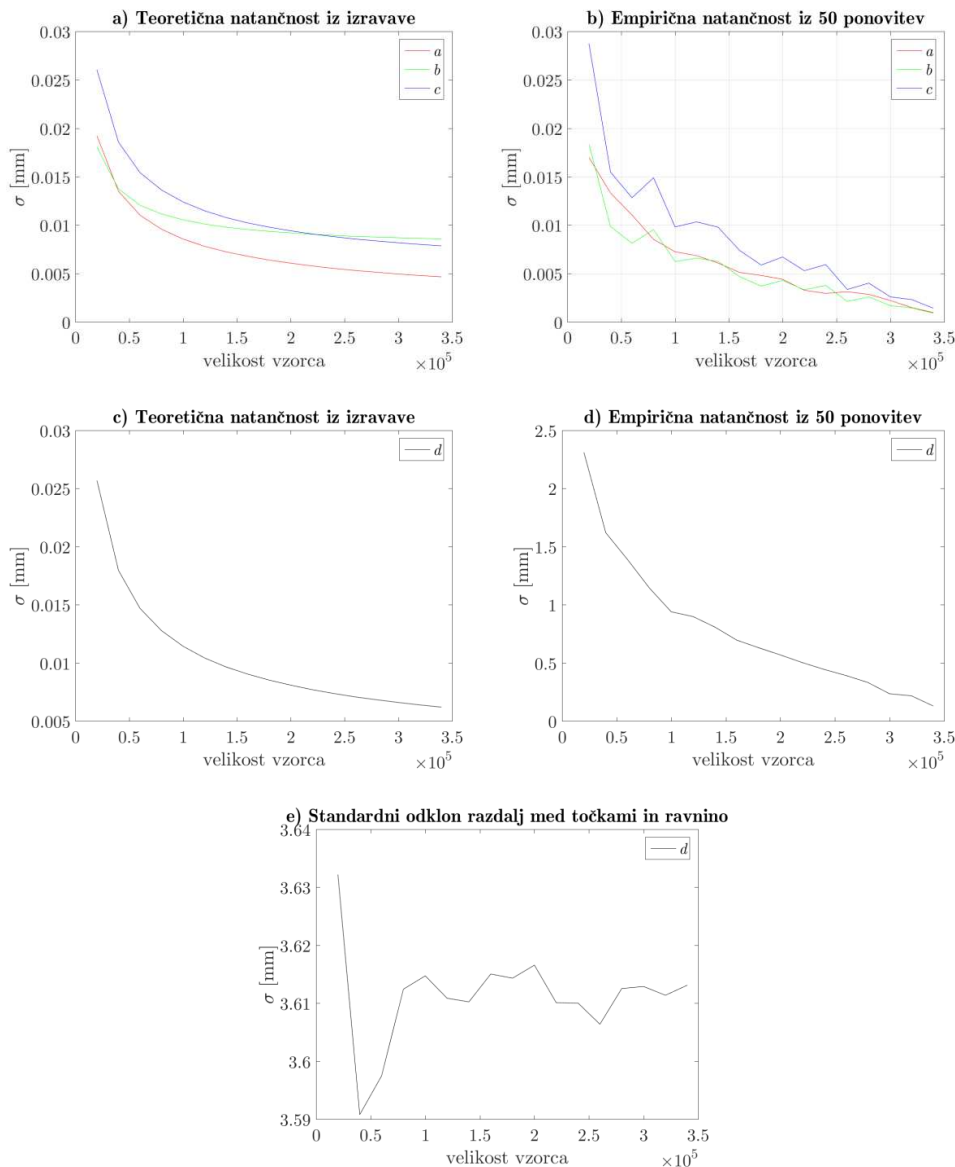 a) Teoretična natančnost iz izravave
0.03
0.025
0.02
0.015
0.01
0.005
0
σ [mm]
a
b
c
0 0.5 1 1.5 2 2.5 3 3.5
velikost vzorca
×10^5
b) Empirična natančnost iz 50 ponovitev
0.03
0.025
0.02
0.015
0.01
0.005
0
σ [mm]
a
b
c
0 0.5 1 1.5 2 2.5 3 3.5
velikost vzorca
×10^5
c) Teoretična natančnost iz izravave
0.03
0.025
0.02
0.015
0.01
0.005
σ [mm]
d
0 0.5 1 1.5 2 2.5 3 3.5
velikost vzorca
×10^5
d) Empirična natančnost iz 50 ponovitev
2.5
2
1.5
1
0.5
0
σ [mm]
d
0 0.5 1 1.5 2 2.5 3 3.5
velikost vzorca
×10^5
e) Standardni odklon razdalj med točkami in ravnino
3.64
3.63
3.62
3.61
3.6
3.59
σ [mm]
d
0 0.5 1 1.5 2 2.5 3 3.5
velikost vzorca
×10^5